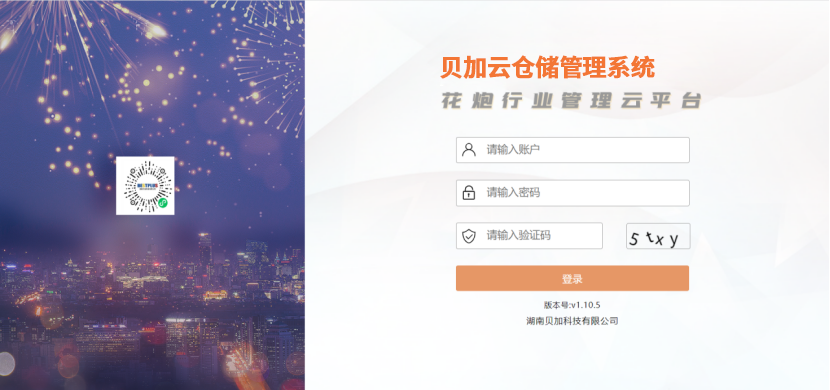 贝加云仓储管理系统
花炮行业管理云平台
请输入账户
请输入密码
请输入验证码
5txy
登录
版本号:v1.10.5
湖南贝加科技有限公司